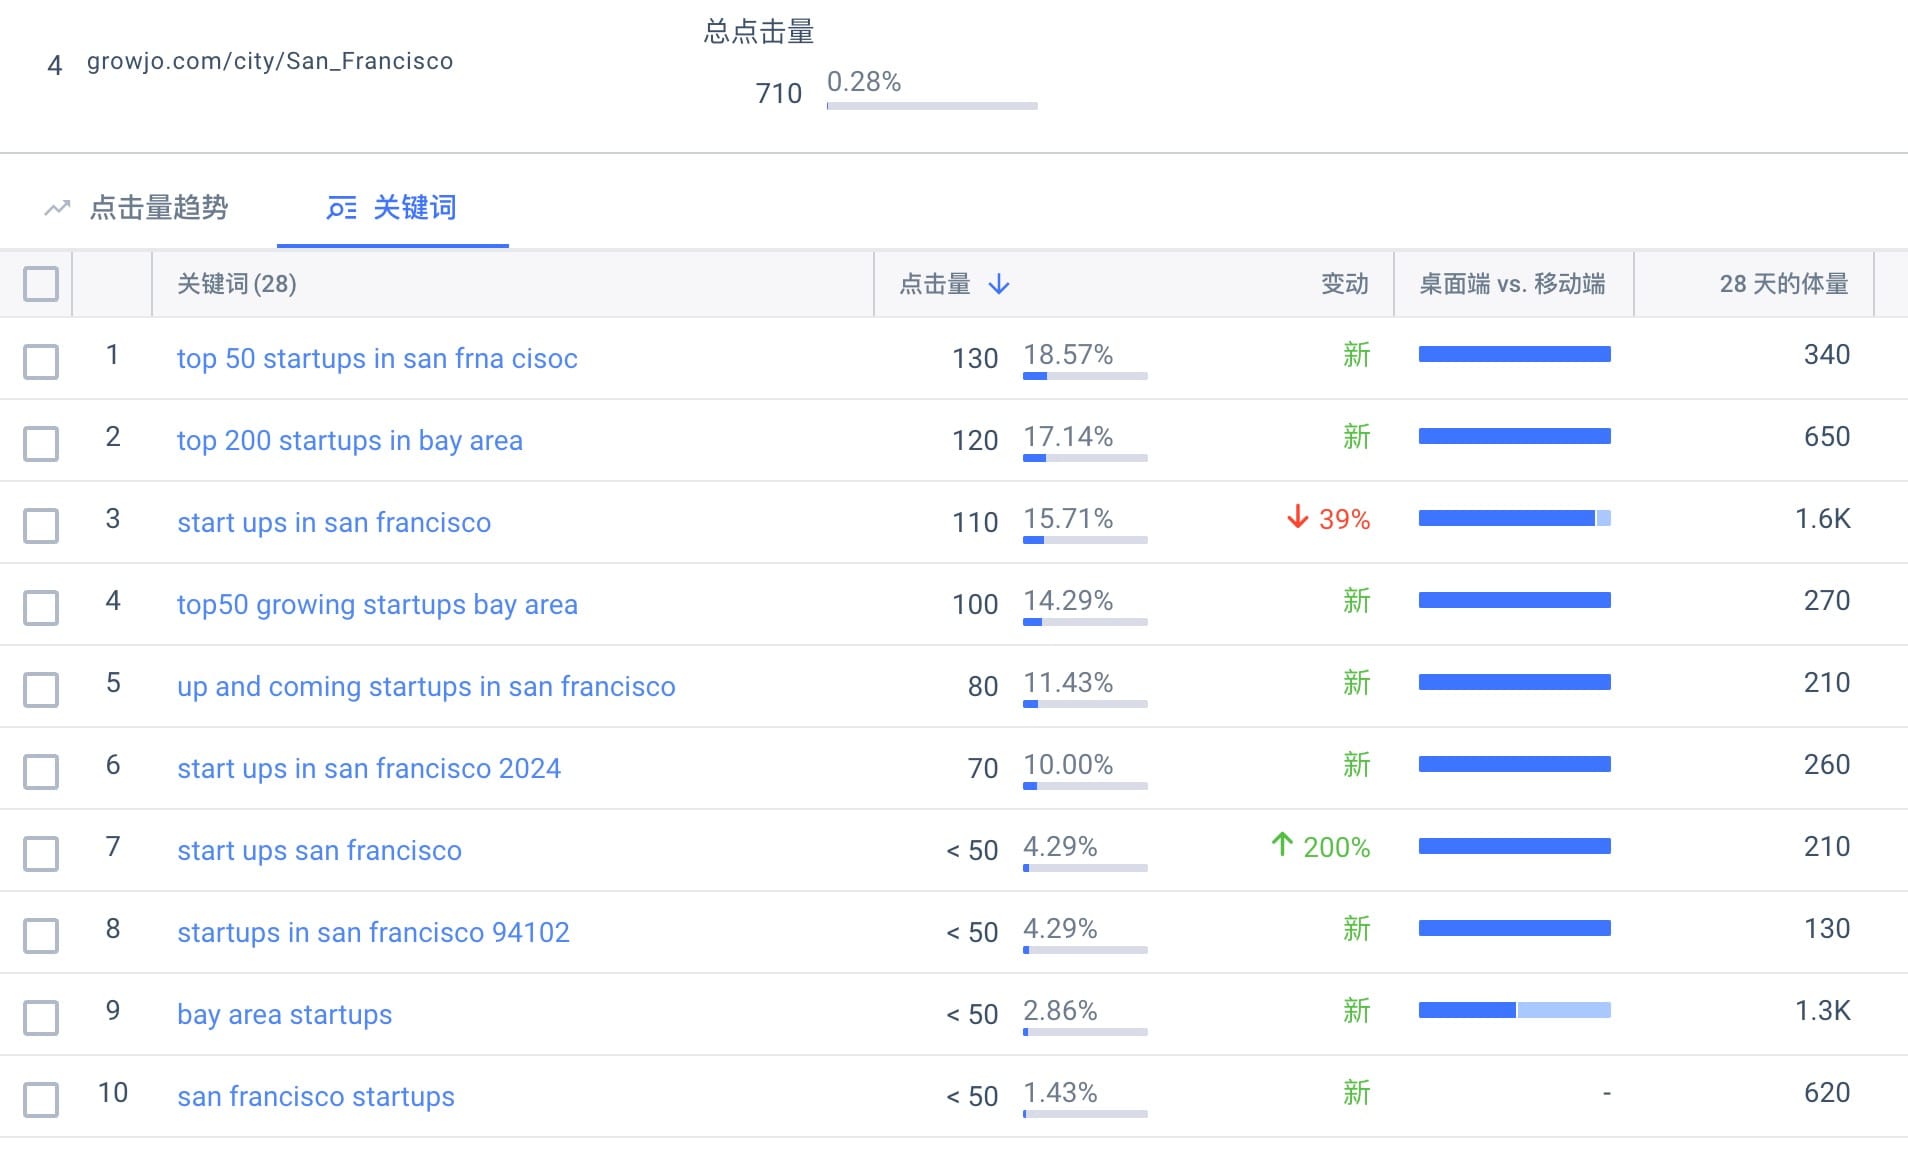 总点击量
4 growjo.com/city/San_Francisco
710 0.28%
点击量趋势 关键词
关键词 (28) 点击量 变动 桌面端 vs. 移动端 28 天的体量
1 top 50 startups in san frna cisoc 130 18.57% 新 340
2 top 200 startups in bay area 120 17.14% 新 650
3 start ups in san francisco 110 15.71% ↓ 39% 1.6K
4 top50 growing startups bay area 100 14.29% 新 270
5 up and coming startups in san francisco 80 11.43% 新 210
6 start ups in san francisco 2024 70 10.00% 新 260
7 start ups san francisco < 50 4.29% ↑ 200% 210
8 startups in san francisco 94102 < 50 4.29% 新 130
9 bay area startups < 50 2.86% 新 1.3K
10 san francisco startups < 50 1.43% 新 - 620